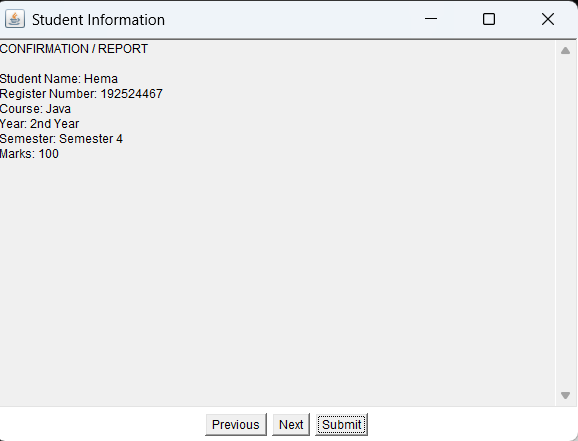 Student Information
CONFIRMATION / REPORT
Student Name: Hema
Register Number: 192524467
Course: Java
Year: 2nd Year
Semester: Semester 4
Marks: 100
Previous
Next
Submit